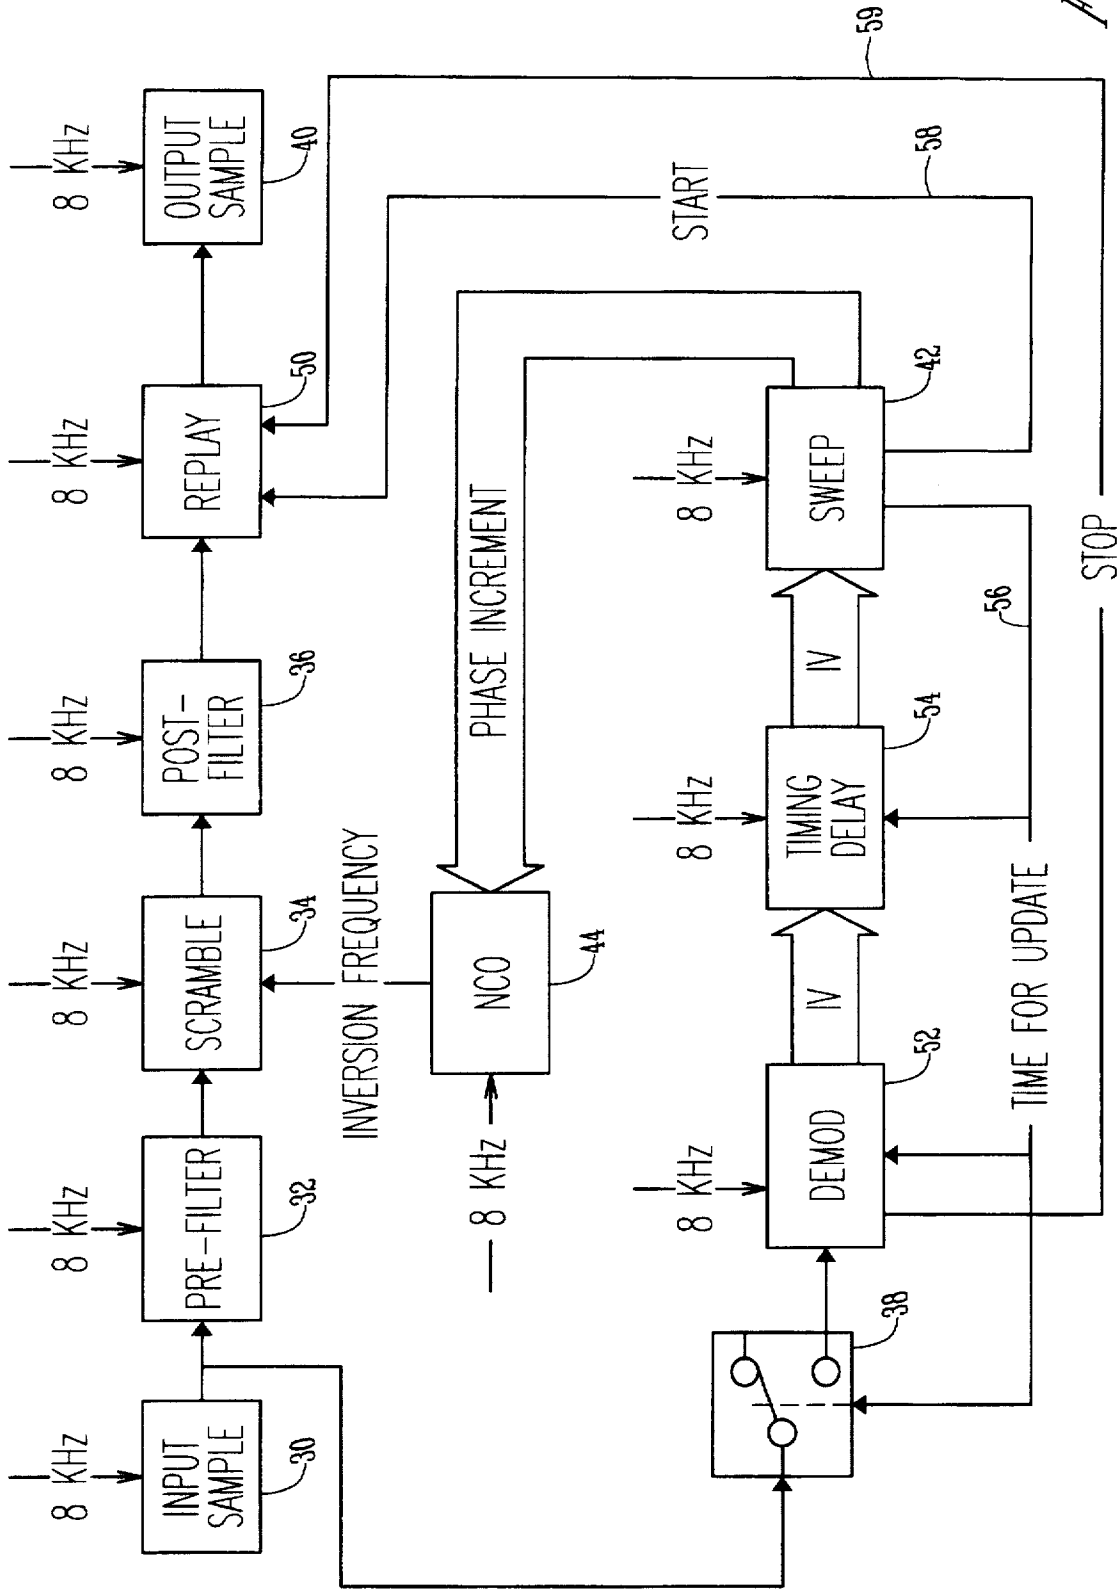 8 KHz
8 KHz
8 KHz
8 KHz
8 KHz
8 KHz
INPUT
SAMPLE
30
PRE-FILTER
32
SCRAMBLE
34
POST-
FILTER
36
REPLAY
50
OUTPUT
SAMPLE
40
INVERSION FREQUENCY
8 KHz
NCO
44
PHASE INCREMENT
START
38
8 KHz
DEMOD
52
IV
8 KHz
TIMING
DELAY
54
IV
8 KHz
SWEEP
42
TIME FOR UPDATE
56
58
STOP
59